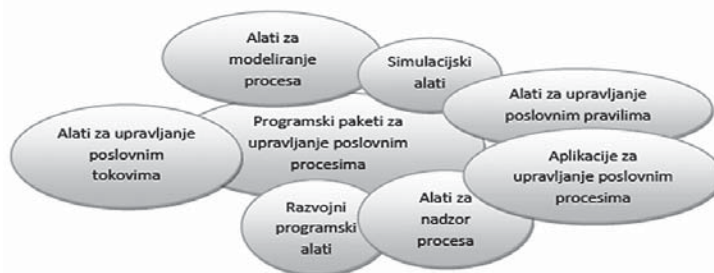 Alati za
modeliranje
procesa
Simulacijski
alati
Alati za upravljanje
poslovnim pravilima
Alati za upravljanje
poslovnim
tokovima
Programski paketi za
upravljanje poslovnim
procesima
Aplikacije za
upravljanje poslovnim
procesima
Razvojni
programski
alati
Alati za
nadzor
procesa